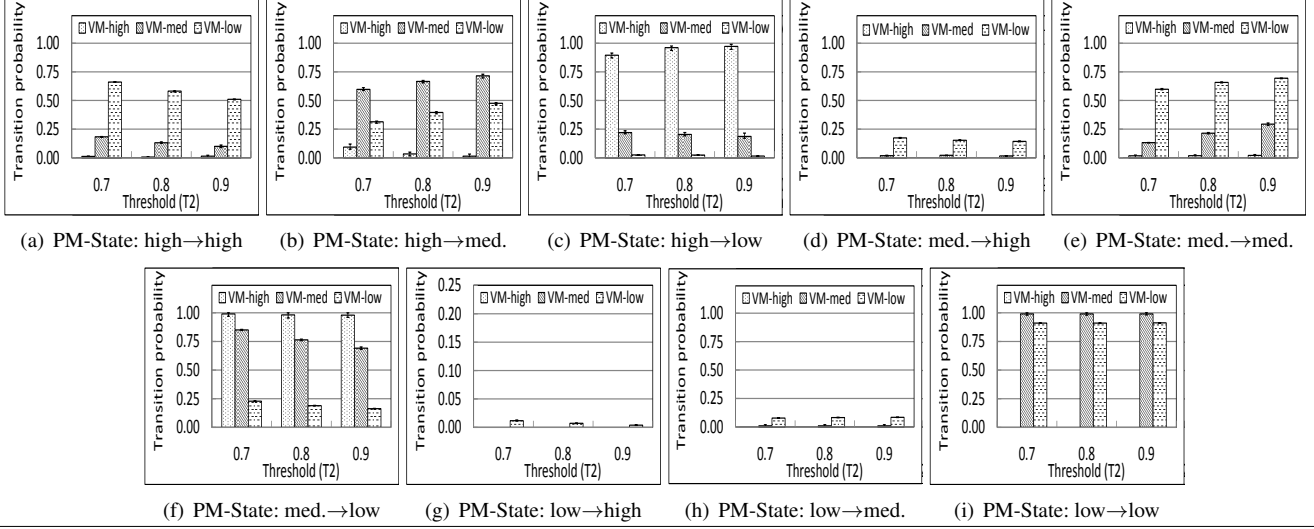 Transition probability
VM-high VM-med VM-low
1.00
0.75
0.50
0.25
0.00
0.7 0.8 0.9
Threshold (T2)
(a) PM-State: high→high
Transition probability
VM-high VM-med VM-low
1.00
0.75
0.50
0.25
0.00
0.7 0.8 0.9
Threshold (T2)
(b) PM-State: high→med.
Transition probability
VM-high VM-med VM-low
1.00
0.75
0.50
0.25
0.00
0.7 0.8 0.9
Threshold (T2)
(c) PM-State: high→low
Transition probability
VM-high VM-med VM-low
1.00
0.75
0.50
0.25
0.00
0.7 0.8 0.9
Threshold (T2)
(d) PM-State: med.→high
Transition probability
VM-high VM-med VM-low
1.00
0.75
0.50
0.25
0.00
0.7 0.8 0.9
Threshold (T2)
(e) PM-State: med.→med.
Transition probability
VM-high VM-med VM-low
1.00
0.75
0.50
0.25
0.00
0.7 0.8 0.9
Threshold (T2)
(f) PM-State: med.→low
Transition probability
0.25
VM-high VM-med VM-low
0.20
0.15
0.10
0.05
0.00
0.7 0.8 0.9
Threshold (T2)
(g) PM-State: low→high
Transition probability
VM-high VM-med VM-low
1.00
0.75
0.50
0.25
0.00
0.7 0.8 0.9
Threshold (T2)
(h) PM-State: low→med.
Transition probability
VM-high VM-med VM-low
1.00
0.75
0.50
0.25
0.00
0.7 0.8 0.9
Threshold (T2)
(i) PM-State: low→low